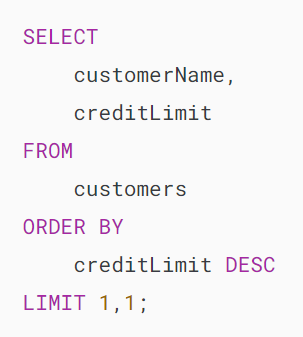 SELECT
    customerName,
    creditLimit
FROM
    customers
ORDER BY
    creditLimit DESC
LIMIT 1,1;